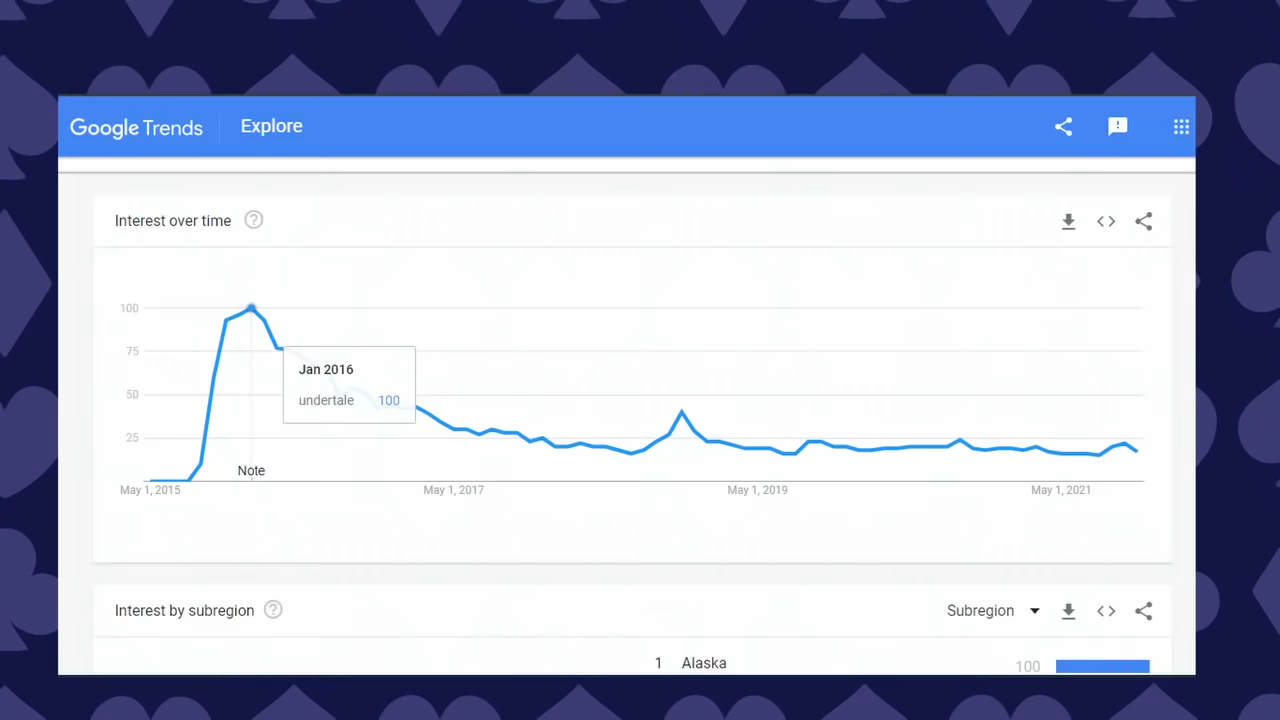 Google Trends
Explore
Interest over time
100
75
50
25
Jan 2016
undertale 100
Note
May 1, 2015
May 1, 2017
May 1, 2019
May 1, 2021
Interest by subregion
Subregion
1 Alaska
100